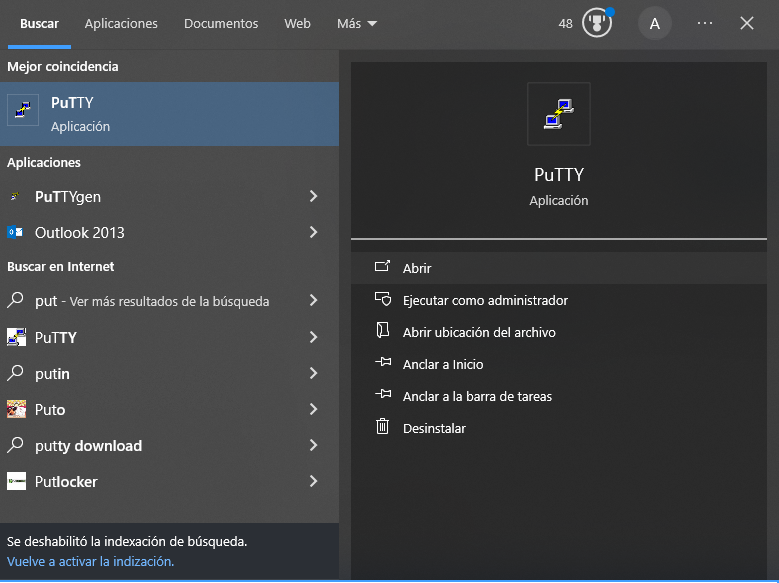 Buscar Aplicaciones Documentos Web Más 48 A ...
Mejor coincidencia
PuTTY
Aplicación
Aplicaciones
PuTTYgen
Outlook 2013
Buscar en Internet
put - Ver más resultados de la búsqueda
PuTTY
putin
Puto
putty download
Putlocker
Se deshabilitó la indexación de búsqueda.
Vuelve a activar la indización.
PuTTY
Aplicación
Abrir
Ejecutar como administrador
Abrir ubicación del archivo
Anclar a Inicio
Anclar a la barra de tareas
Desinstalar